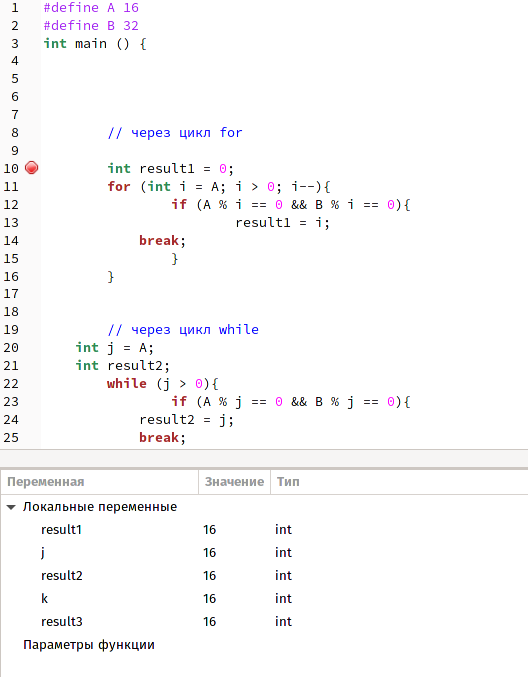 1 #define A 16
2 #define B 32
3 int main () {
4
5
6
7
8 // через цикл for
9
10 int result1 = 0;
11 for (int i = A; i > 0; i--){
12 if (A % i == 0 && B % i == 0){
13 result1 = i;
14 break;
15 }
16 }
17
18
19 // через цикл while
20 int j = A;
21 int result2;
22 while (j > 0){
23 if (A % j == 0 && B % j == 0){
24 result2 = j;
25 break;
Переменная Значение Тип
Локальные переменные
result1 16 int
j 16 int
result2 16 int
k 16 int
result3 16 int
Параметры функции